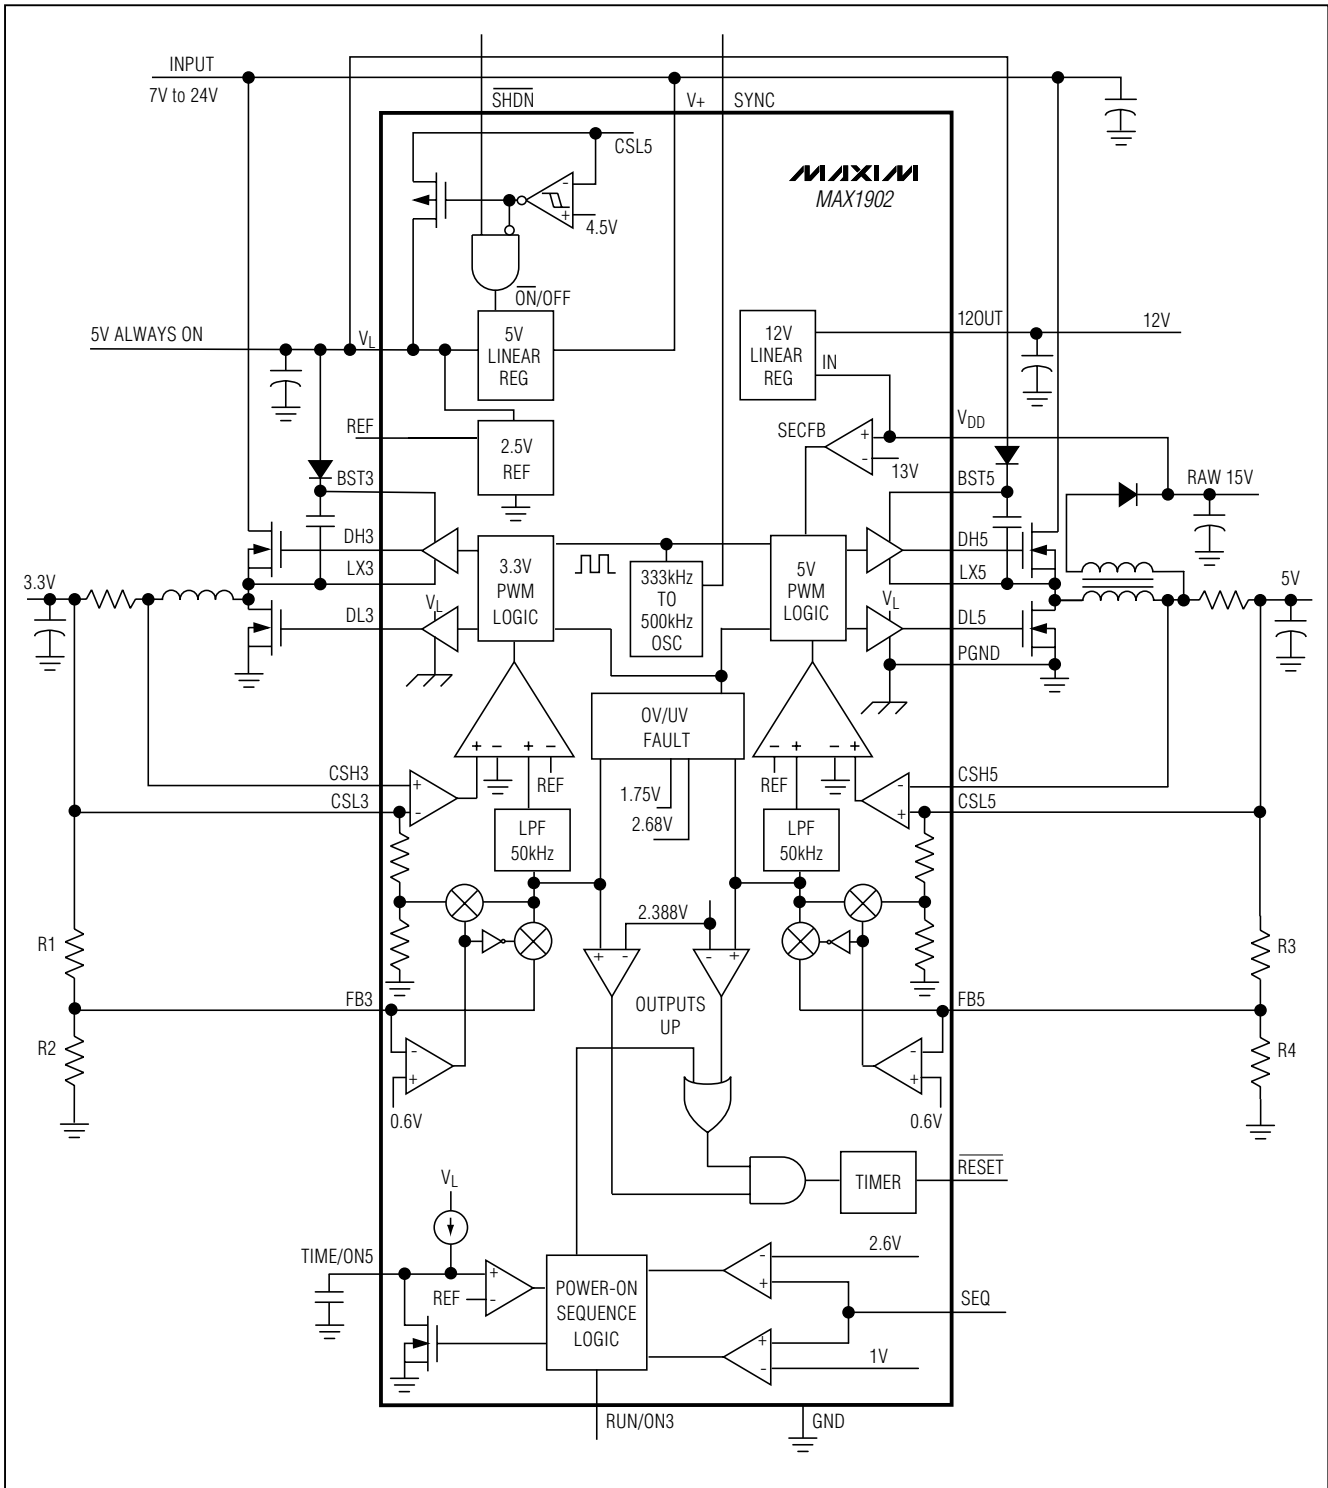 INPUT
7V to 24V
SHDN
V+
SYNC
CSL5
MAXIM
MAX1902
-
+
4.5V
ON/OFF
5V ALWAYS ON
VL
5V
LINEAR
REG
12V
LINEAR
REG
12OUT
12V
IN
REF
2.5V
REF
SECFB
+
-
13V
VDD
BST3
BST5
RAW 15V
DH3
DH5
LX3
LX5
3.3V
5V
3.3V
PWM
LOGIC
333kHz
TO
500kHz
OSC
5V
PWM
LOGIC
VL
VL
DL3
DL5
PGND
OV/UV
FAULT
+ - + -
- + - +
REF
REF
CSH3
+
-
CSL3
CSH5
-
+
CSL5
1.75V
2.68V
LPF
50kHz
LPF
50kHz
2.388V
R1
R3
+ -
- +
FB3
FB5
OUTPUTS
UP
R2
R4
-
+
-
+
0.6V
0.6V
RESET
TIMER
VL
TIME/ON5
+
REF
-
POWER-ON
SEQUENCE
LOGIC
-
+
2.6V
SEQ
+
-
1V
RUN/ON3
GND